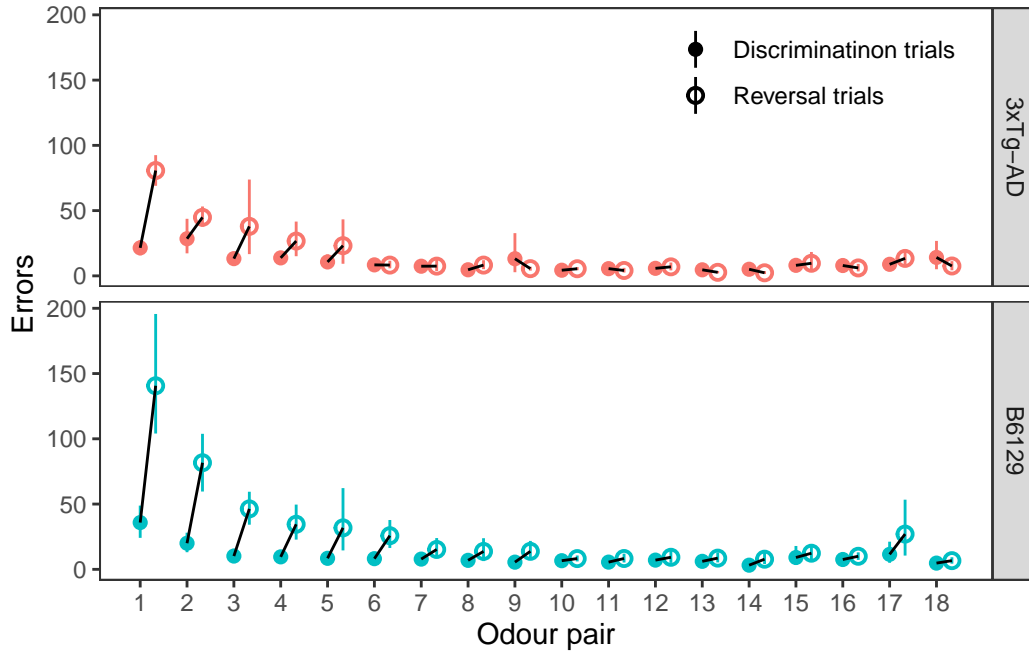 200
150
100
50
0
Discriminatinon trials
Reversal trials
3xTg−AD
Errors
200
150
100
50
0
B6129
1 2 3 4 5 6 7 8 9 10 11 12 13 14 15 16 17 18
Odour pair